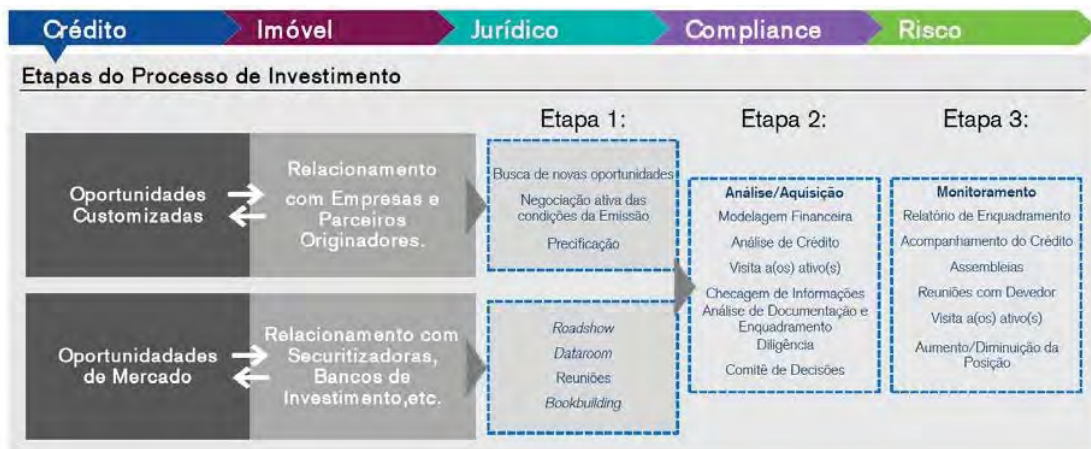 Crédito
Imóvel
Jurídico
Compliance
Risco
Etapas do Processo de Investimento
Oportunidades
Customizadas
Relacionamento
com Empresas e
Parceiros
Originadores.
Etapa 1:
Busca de novas oportunidades
Negociação ativa das
condições da Emissão
Precificação
Oportunidadades
de Mercado
Relacionamento com
Securitizadoras,
Bancos de
Investimento,etc.
Roadshow
Dataroom
Reuniões
Bookbuilding
Etapa 2:
Análise/Aquisição
Modelagem Financeira
Análise de Crédito
Visita a(os) ativo(s)
Checagem de Informações
Análise de Documentação e
Enquadramento
Diligência
Comitê de Decisões
Etapa 3:
Monitoramento
Relatório de Enquadramento
Acompanhamento do Crédito
Assembleias
Reuniões com Devedor
Visita a(os) ativo(s)
Aumento/Diminuição da
Posição